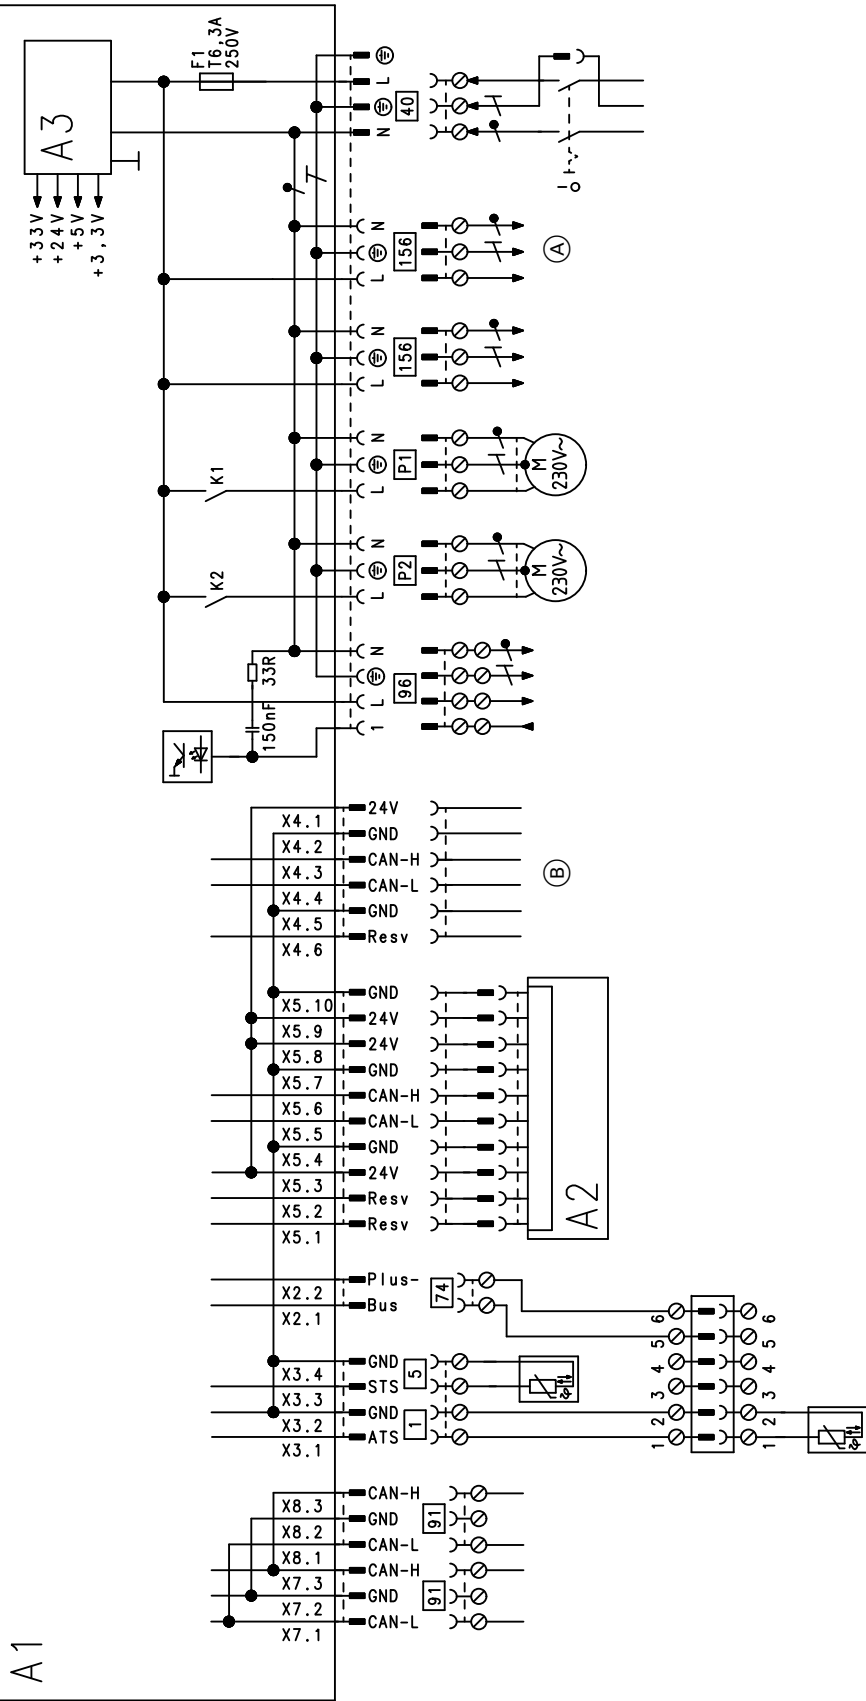 F1
T6,3A
250V
A3
+33V
+24V
+5V
+3,3V
L
N
40
N
L
156
A
N
L
156
K1
N
L
P1
M
230V~
K2
N
L
P2
M
230V~
33R
150nF
N
L
1
96
X4.1 24V
X4.2 GND
X4.3 CAN-H
X4.4 CAN-L
X4.5 GND
X4.6 Resv
B
X5.10 GND
X5.9 24V
X5.8 24V
X5.7 GND
X5.6 CAN-H
X5.5 CAN-L
X5.4 GND
X5.3 24V
X5.2 Resv
X5.1 Resv
A2
X2.2 Plus-
X2.1 Bus
74
X3.4 GND
X3.3 STS
5
X3.2 GND
X3.1 ATS
1
6 6
5 5
4 4
3 3
2 2
1 1
X8.3 CAN-H
X8.2 GND
X8.1 CAN-L
91
X7.3 CAN-H
X7.2 GND
X7.1 CAN-L
91
A1